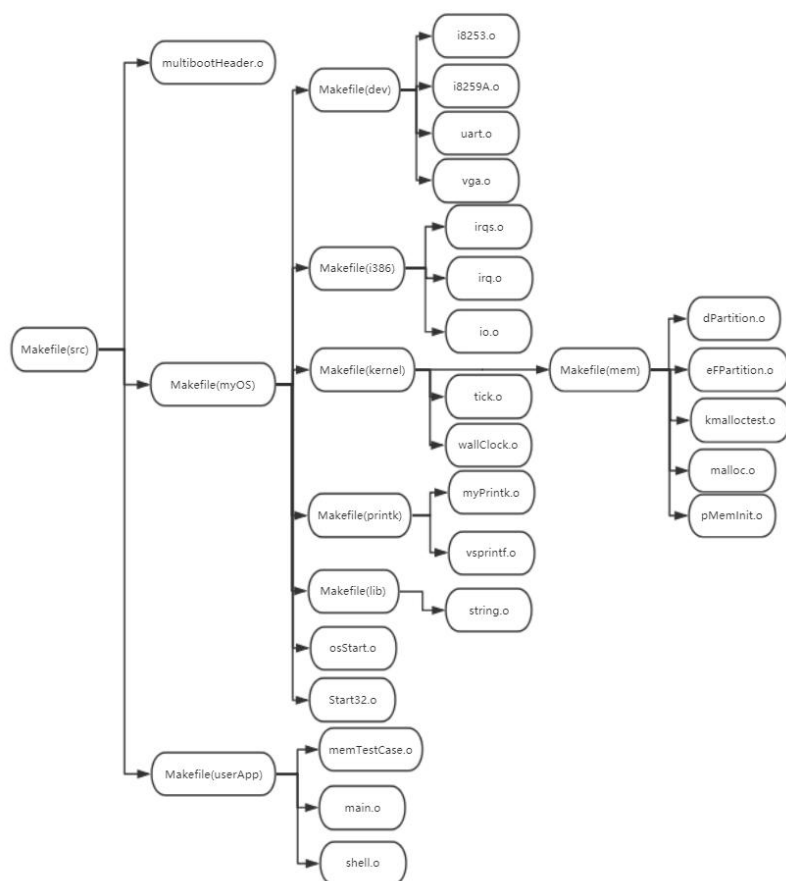 Makefile(src)
multibootHeader.o
Makefile(myOS)
Makefile(userApp)
Makefile(dev)
i8253.o
i8259A.o
uart.o
vga.o
Makefile(i386)
irqs.o
irq.o
io.o
Makefile(kernel)
tick.o
wallClock.o
Makefile(mem)
dPartition.o
eFPartition.o
kmalloctest.o
malloc.o
pMemInit.o
Makefile(printk)
myPrintk.o
vsprintf.o
Makefile(lib)
string.o
osStart.o
Start32.o
memTestCase.o
main.o
shell.o